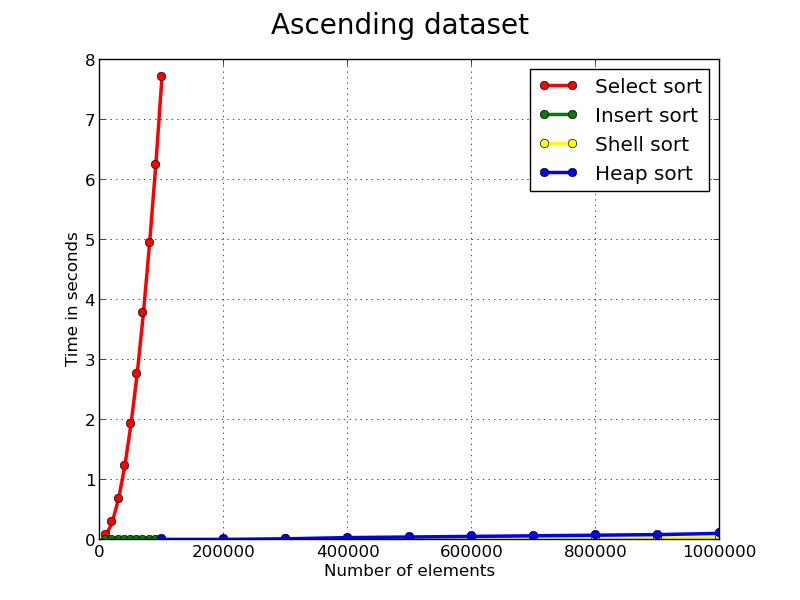 Ascending dataset
8
7
6
5
4
3
2
1
0
Time in seconds
Select sort
Insert sort
Shell sort
Heap sort
0 200000 400000 600000 800000 1000000
Number of elements